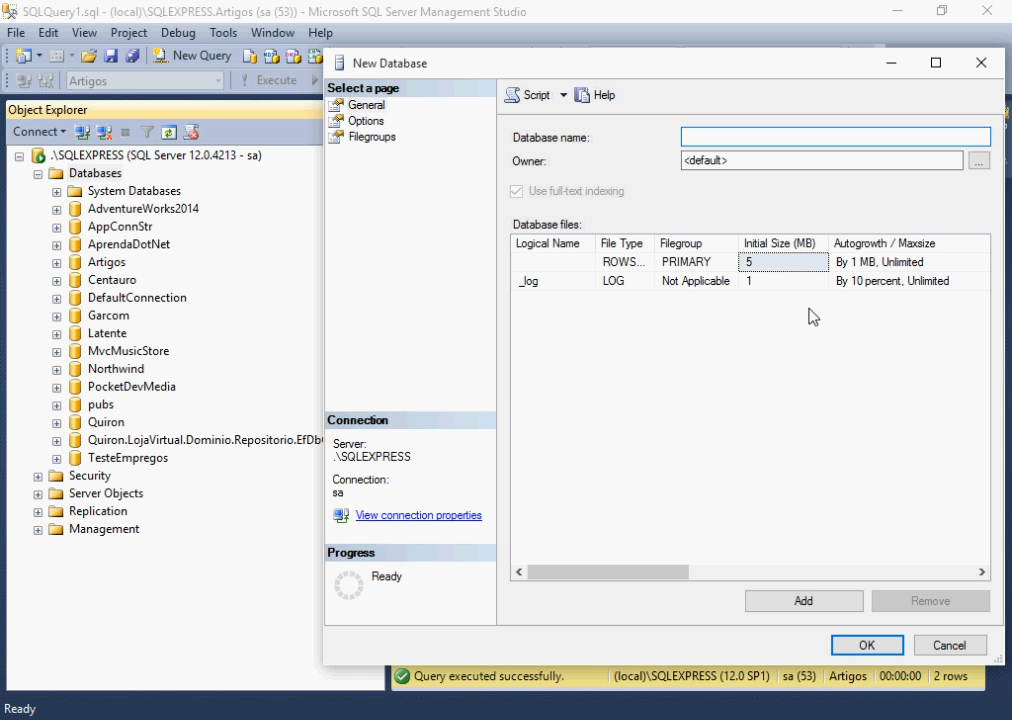 SQLQuery1.sql - (local)\SQLEXPRESS.Artigos (sa (53)) - Microsoft SQL Server Management Studio
File Edit View Project Debug Tools Window Help
New Query
Artigos
Execute
Object Explorer
Connect
.\SQLEXPRESS (SQL Server 12.0.4213 - sa)
Databases
System Databases
AdventureWorks2014
AppConnStr
AprendaDotNet
Artigos
Centauro
DefaultConnection
Garcom
Latente
MvcMusicStore
Northwind
PocketDevMedia
pubs
Quiron
Quiron.LojaVirtual.Dominio.Repositorio.EfDb
TesteEmpregos
Security
Server Objects
Replication
Management
New Database
Select a page
General
Options
Filegroups
Connection
Server:
.\SQLEXPRESS
Connection:
sa
View connection properties
Progress
Ready
Script Help
Database name:
Owner: <default> ...
Use full-text indexing
Database files:
Logical Name File Type Filegroup Initial Size (MB) Autogrowth / Maxsize
ROWS... PRIMARY 5 By 1 MB, Unlimited
_log LOG Not Applicable 1 By 10 percent, Unlimited
Add Remove
OK Cancel
Query executed successfully. (local)\SQLEXPRESS (12.0 SP1) sa (53) Artigos 00:00:00 2 rows
Ready